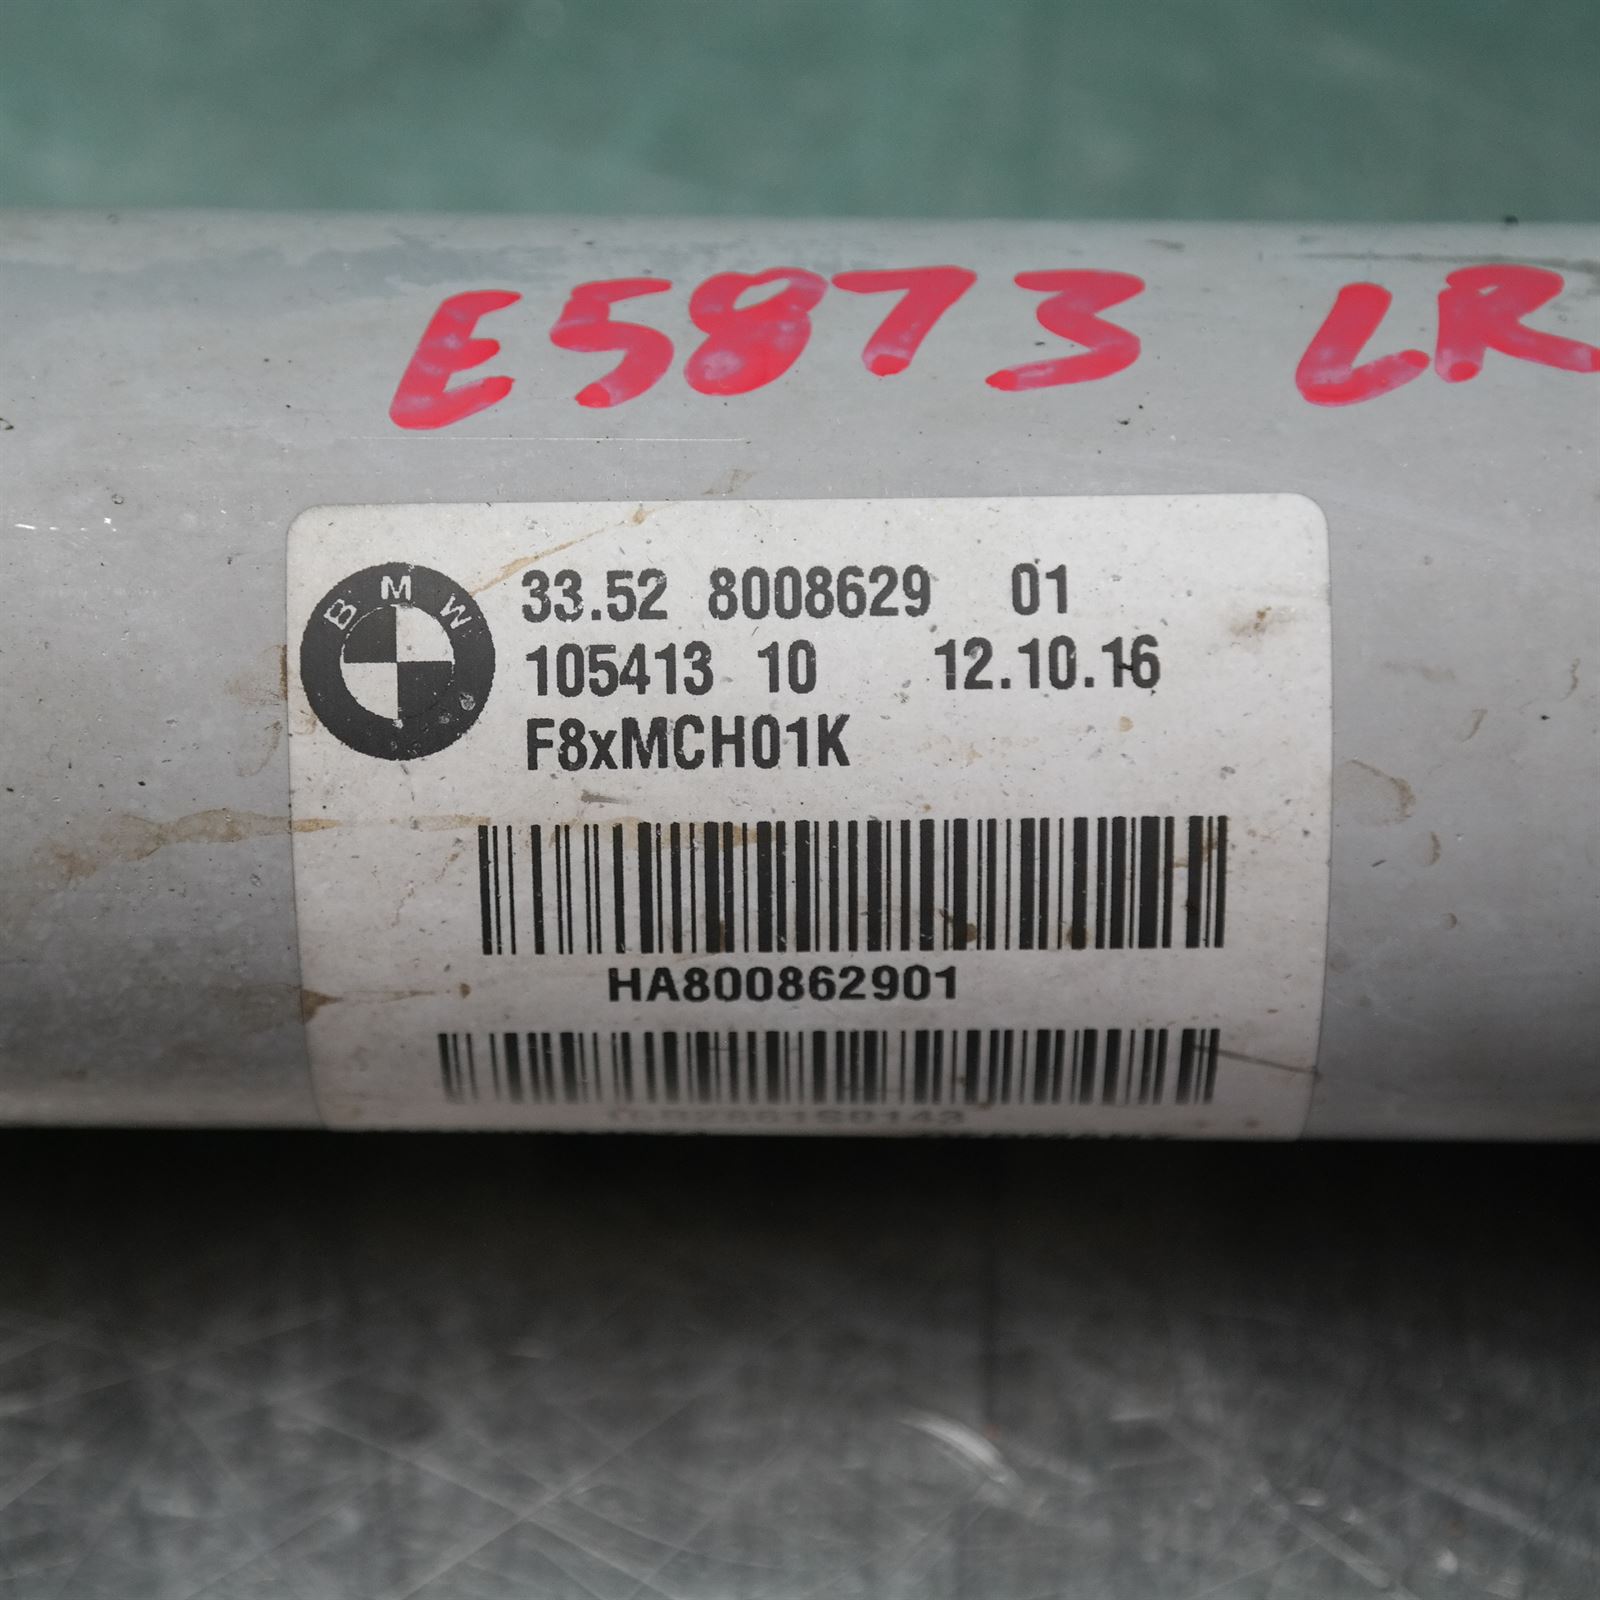 E5873 LR
BMW
33.52 8008629 01
105413 10 12.10.16
F8xMCH01K
HA800862901